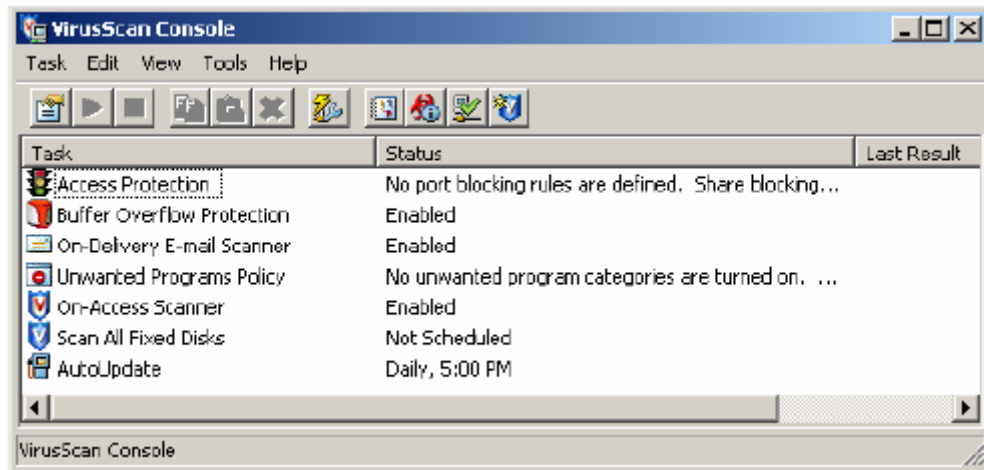 VirusScan Console
Task Edit View Tools Help
Task Status Last Result
Access Protection No port blocking rules are defined. Share blocking...
Buffer Overflow Protection Enabled
On-Delivery E-mail Scanner Enabled
Unwanted Programs Policy No unwanted program categories are turned on. ...
On-Access Scanner Enabled
Scan All Fixed Disks Not Scheduled
AutoUpdate Daily, 5:00 PM
VirusScan Console